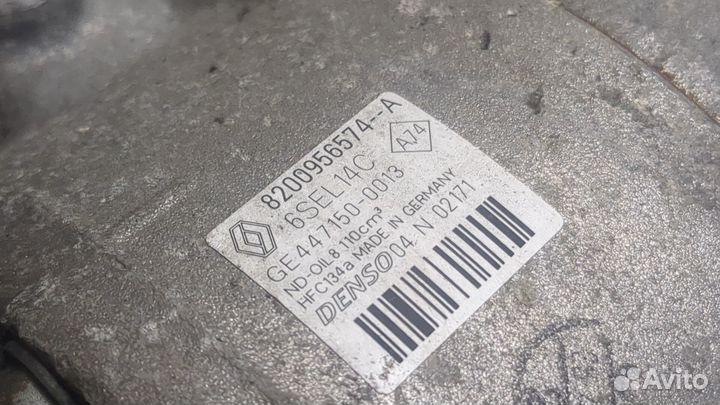 8200956574--A
6SEL14C
A74
GE447150-0013
ND-OIL8 110cm³
HFC134a MADE IN GERMANY
DENSO 04 N 02171
Avito